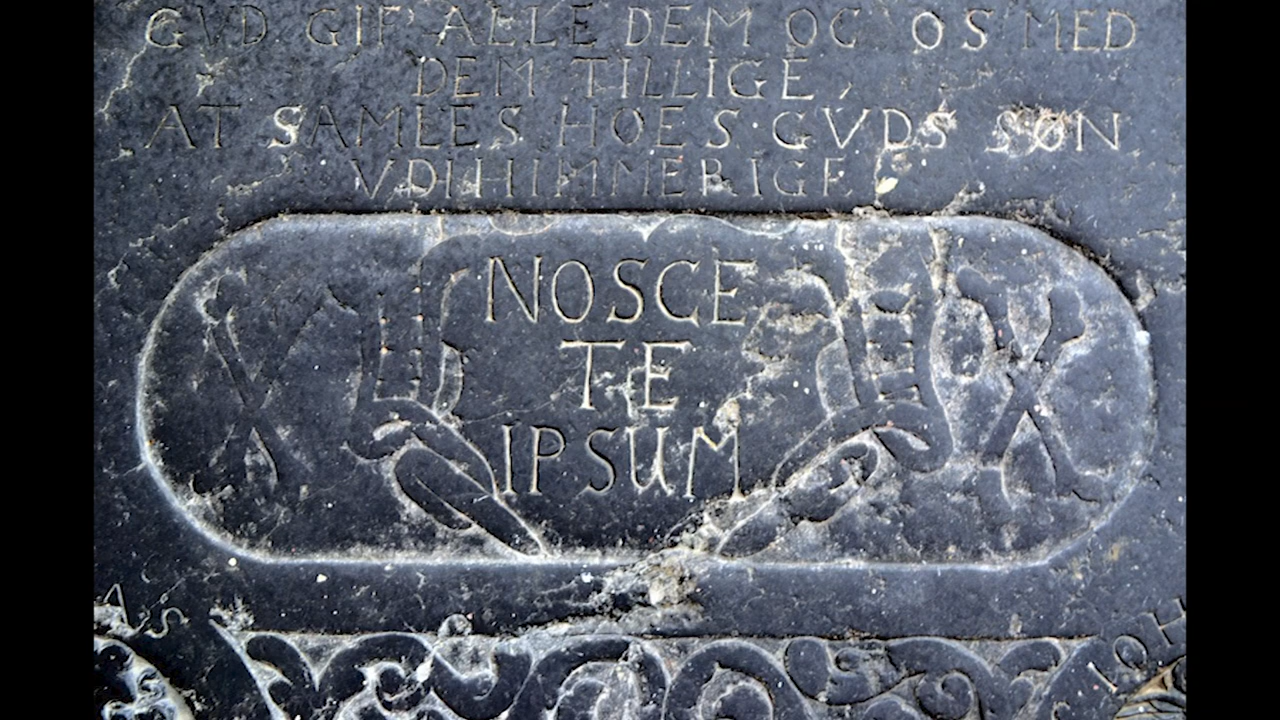 GVD GIF ALLE DEM OG OS MED
DEM TILLIGE,
AT SAMLES HOES GVDS SØN
VDI HIMMERIGE
NOSCE
TE
IPSUM
IOH